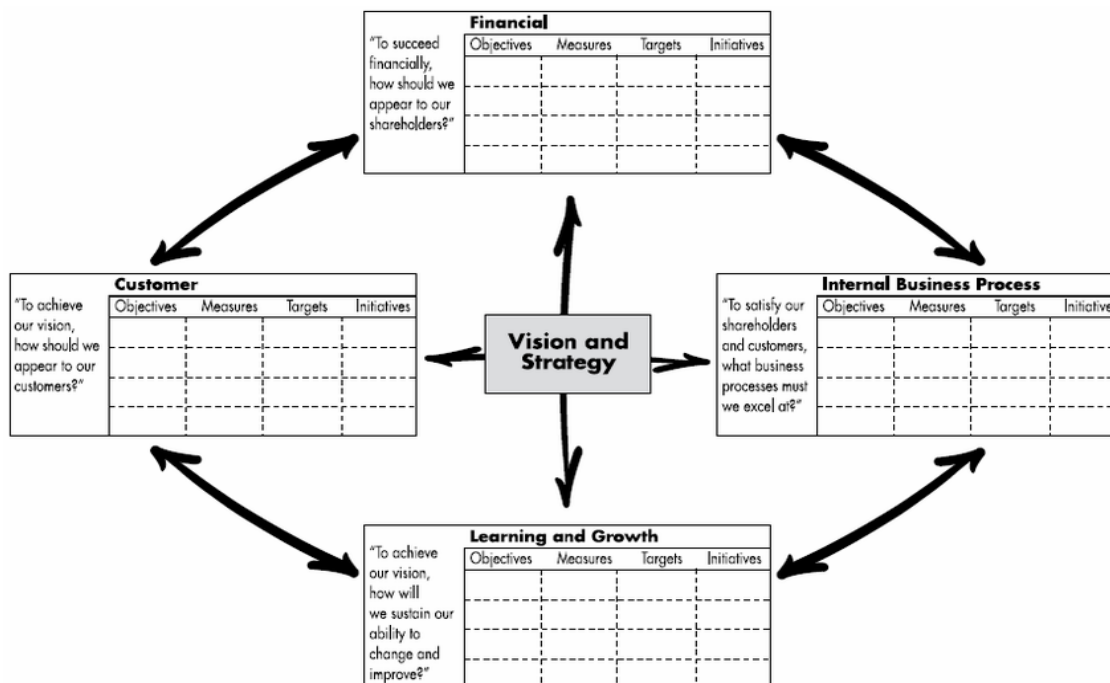 Financial
"To succeed
financially,
how should we
appear to our
shareholders?"
Objectives Measures Targets Initiatives
Customer
"To achieve
our vision,
how should we
appear to our
customers?"
Objectives Measures Targets Initiatives
Vision and
Strategy
Internal Business Process
"To satisfy our
shareholders
and customers,
what business
processes must
we excel at?"
Objectives Measures Targets Initiative
Learning and Growth
"To achieve
our vision,
how will
we sustain our
ability to
change and
improve?"
Objectives Measures Targets Initiatives